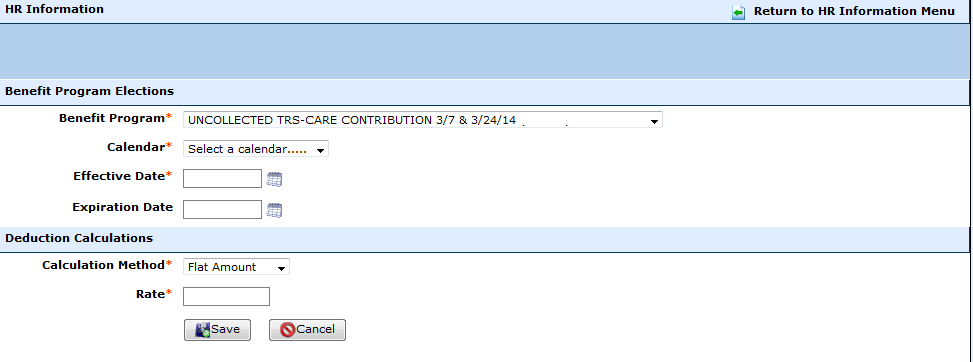 HR Information
Return to HR Information Menu
Benefit Program Elections
Benefit Program* UNCOLLECTED TRS-CARE CONTRIBUTION 3/7 & 3/24/14
Calendar* Select a calendar.....
Effective Date*
Expiration Date
Deduction Calculations
Calculation Method* Flat Amount
Rate*
Save Cancel